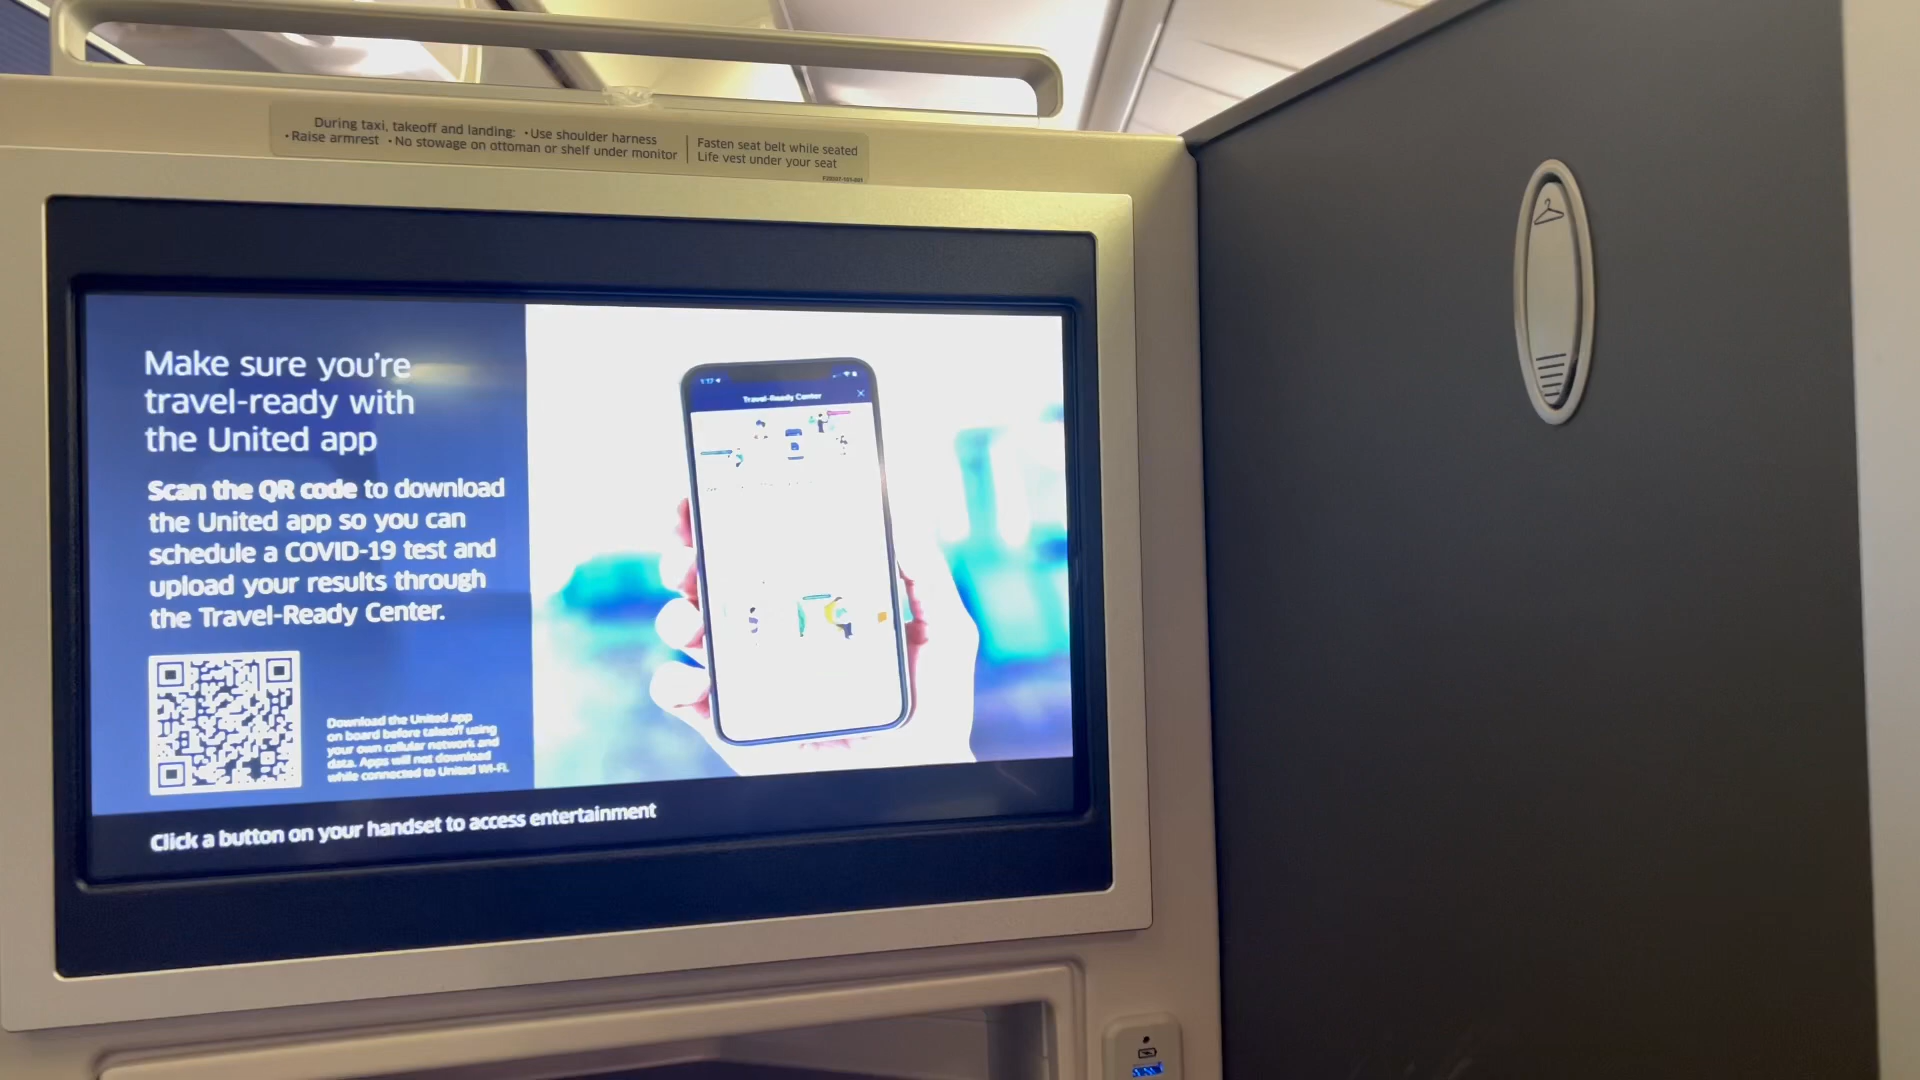 During taxi, takeoff and landing: •Use shoulder harness
•Raise armrest •No stowage on ottoman or shelf under monitor
Fasten seat belt while seated
Life vest under your seat
Make sure you're
travel-ready with
the United app
Scan the QR code to download
the United app so you can
schedule a COVID-19 test and
upload your results through
the Travel-Ready Center.
Download the United app
on board before takeoff using
your own cellular network and
data. Apps will not download
while connected to United Wi-Fi.
1:17
Travel-Ready Center
Click a button on your handset to access entertainment